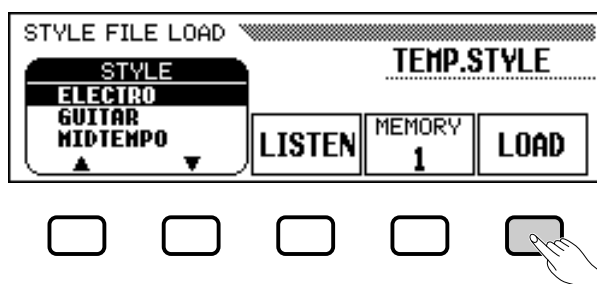 STYLE FILE LOAD
TEMP.STYLE
STYLE
ELECTRO
GUITAR
MIDTEMPO
LISTEN
MEMORY
1
LOAD